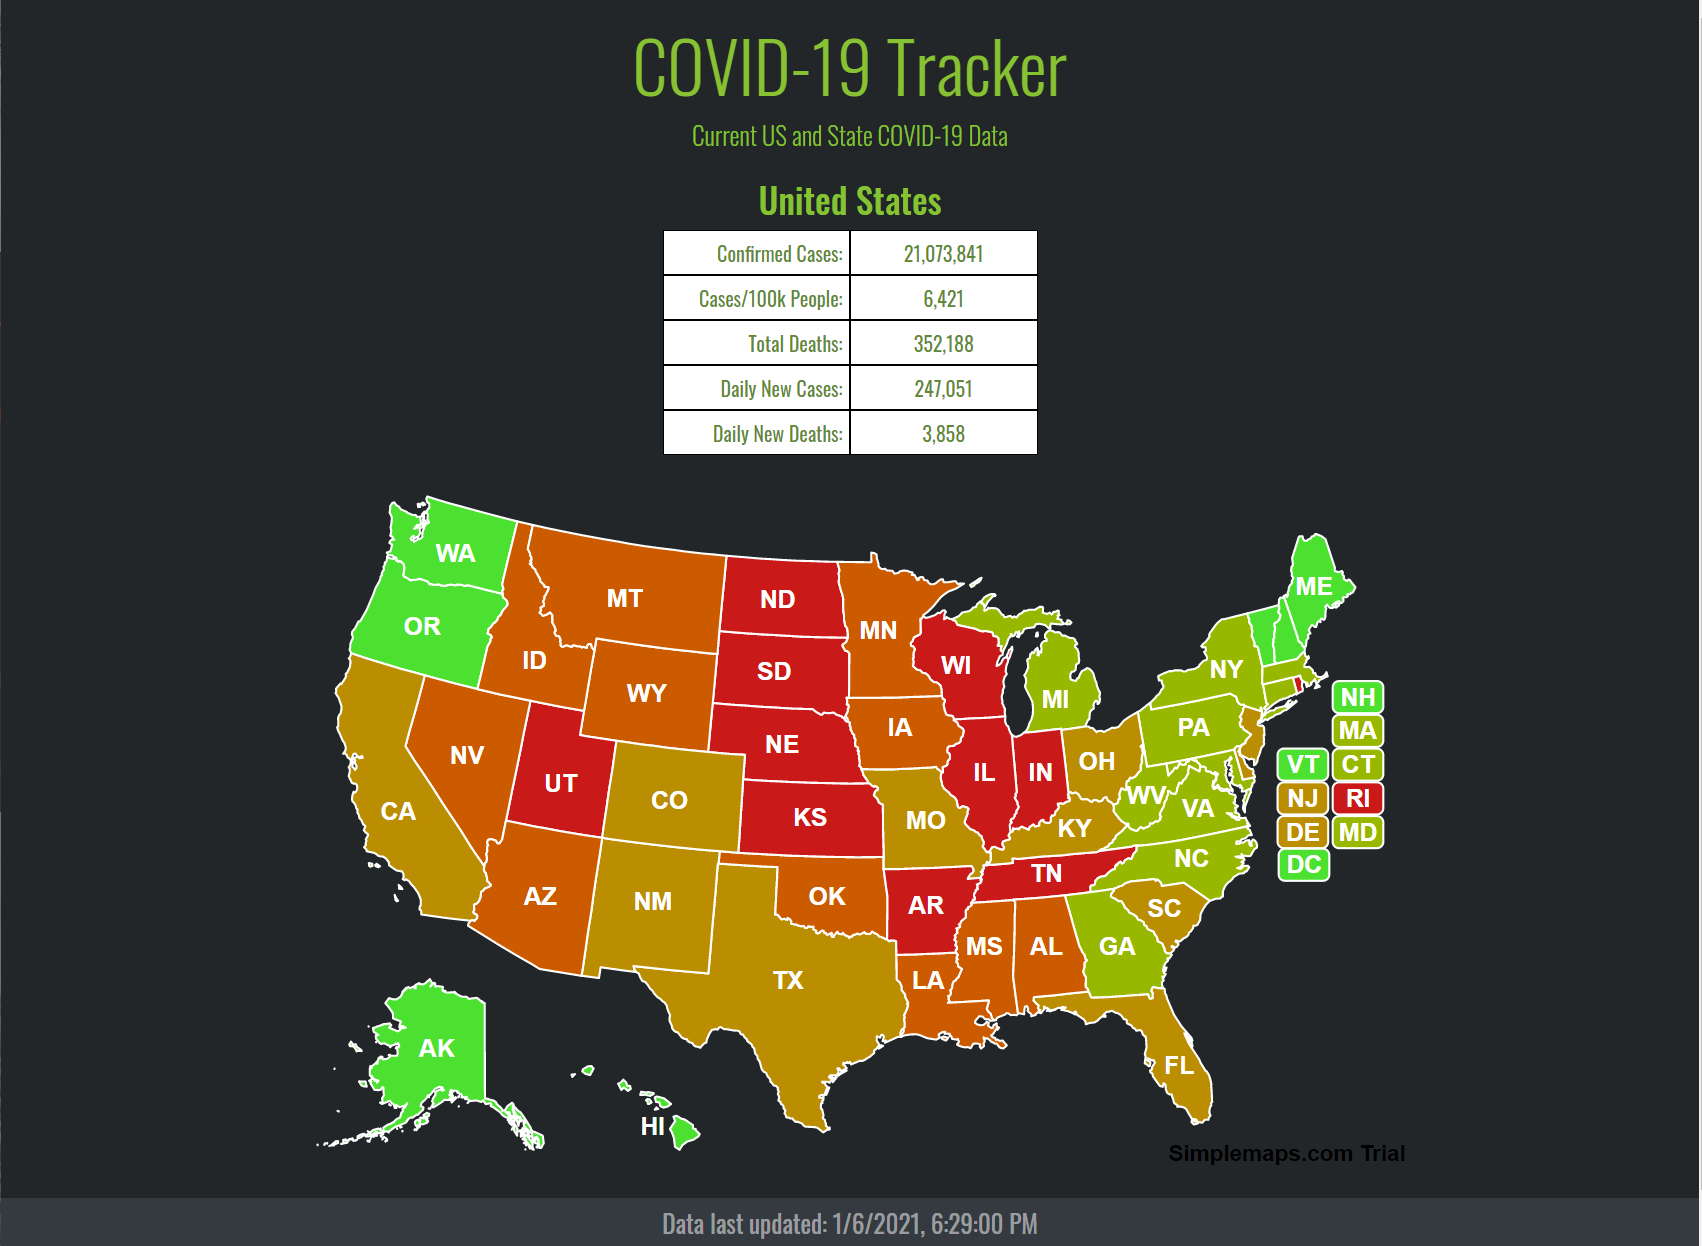 COVID-19 Tracker
Current US and State COVID-19 Data
United States
Confirmed Cases: 21,073,841
Cases/100k People: 6,421
Total Deaths: 352,188
Daily New Cases: 247,051
Daily New Deaths: 3,858
WA
ME
MT
ND
OR
MN
ID
SD
WI
NY
WY
MI
NH
IA
PA
MA
NV
NE
OH
VT
CT
UT
IL
IN
CO
WV
NJ
RI
CA
KS
MO
VA
KY
DE
MD
NC
DC
TN
AZ
NM
OK
AR
SC
MS
AL
GA
TX
LA
AK
FL
HI
Simplemaps.com Trial
Data last updated: 1/6/2021, 6:29:00 PM